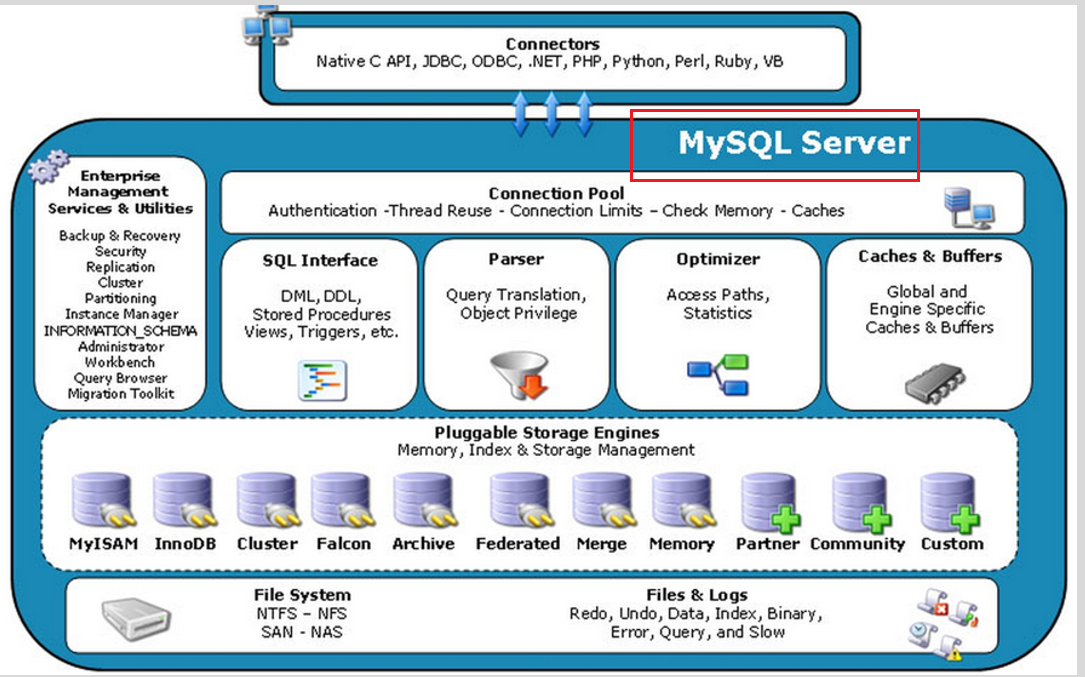 Connectors
Native C API, JDBC, ODBC, .NET, PHP, Python, Perl, Ruby, VB
MySQL Server
Enterprise
Management
Services & Utilities
Backup & Recovery
Security
Replication
Cluster
Partitioning
Instance Manager
INFORMATION_SCHEMA
Administrator
Workbench
Query Browser
Migration Toolkit
Connection Pool
Authentication -Thread Reuse - Connection Limits – Check Memory - Caches
SQL Interface
DML, DDL,
Stored Procedures
Views, Triggers, etc.
Parser
Query Translation,
Object Privilege
Optimizer
Access Paths,
Statistics
Caches & Buffers
Global and
Engine Specific
Caches & Buffers
Pluggable Storage Engines
Memory, Index & Storage Management
MyISAM InnoDB Cluster Falcon Archive Federated Merge Memory Partner Community Custom
File System
NTFS – NFS
SAN - NAS
Files & Logs
Redo, Undo, Data, Index, Binary,
Error, Query, and Slow